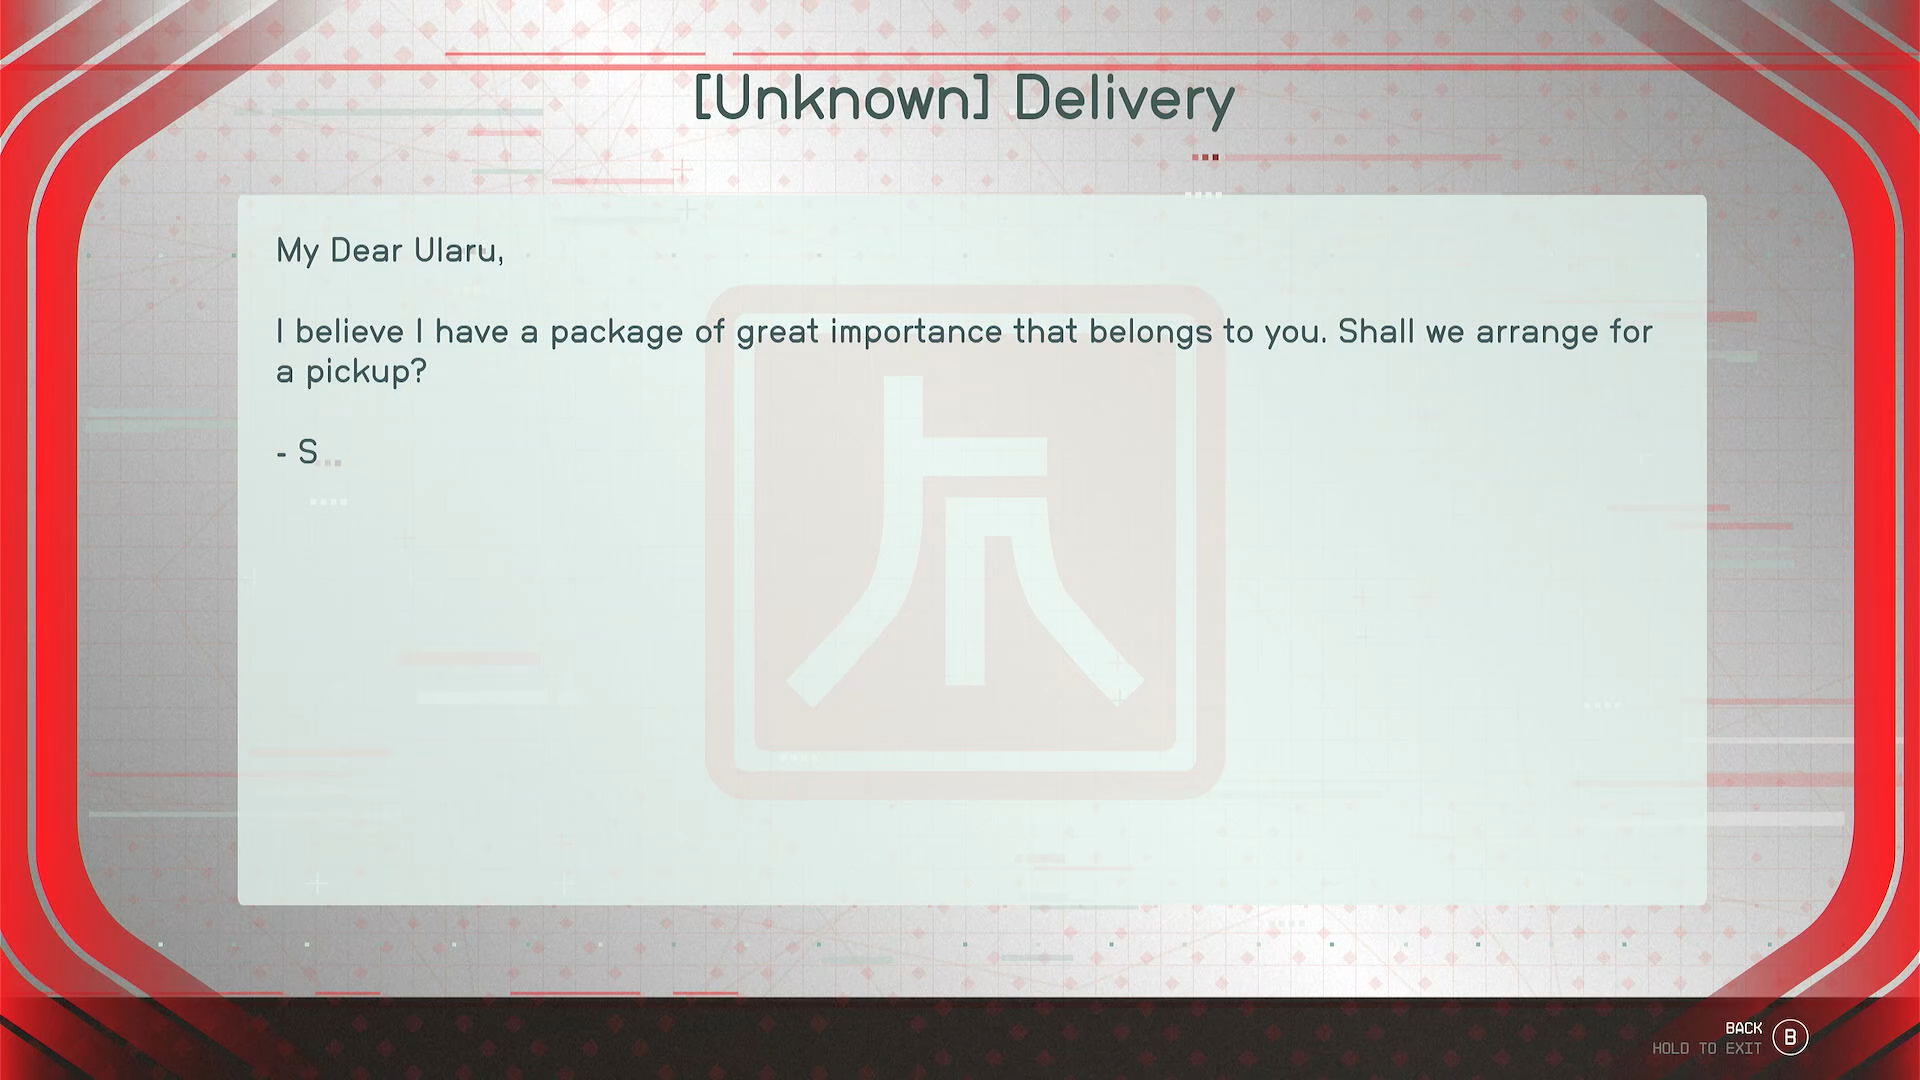 [Unknown] Delivery
My Dear Ularu,
I believe I have a package of great importance that belongs to you. Shall we arrange for
a pickup?
- S
BACK
HOLD TO EXIT
B